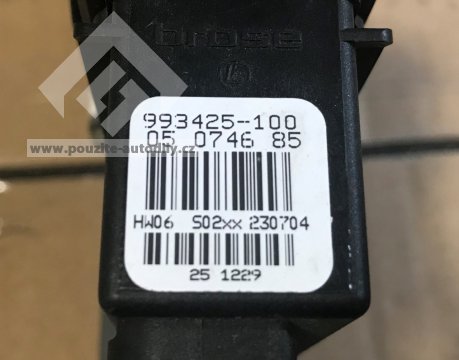 brose
993425-100
05 0746 85
www.pouzite-autodily.cz
HW06 S02xx 230704
25 1229